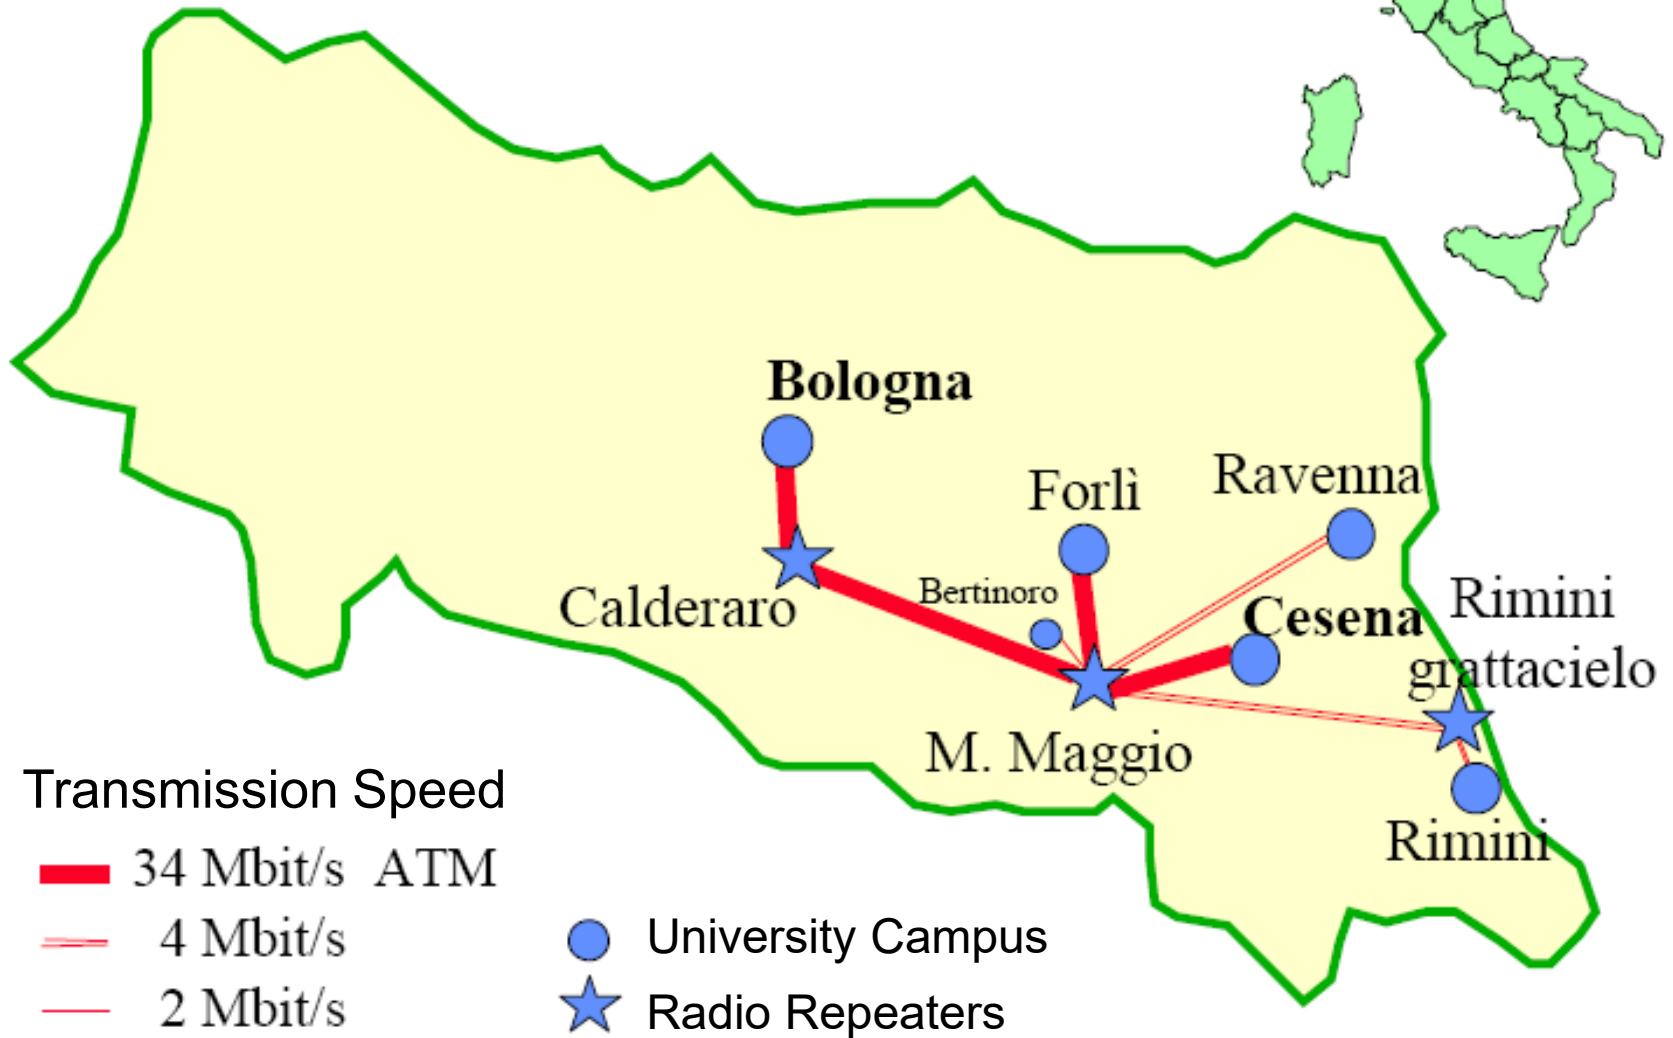 Bologna
Forlì
Ravenna
Bertinoro
Calderaro
Cesena
Rimini
grattacielo
M. Maggio
Rimini
Transmission Speed
34 Mbit/s ATM
4 Mbit/s
2 Mbit/s
University Campus
Radio Repeaters